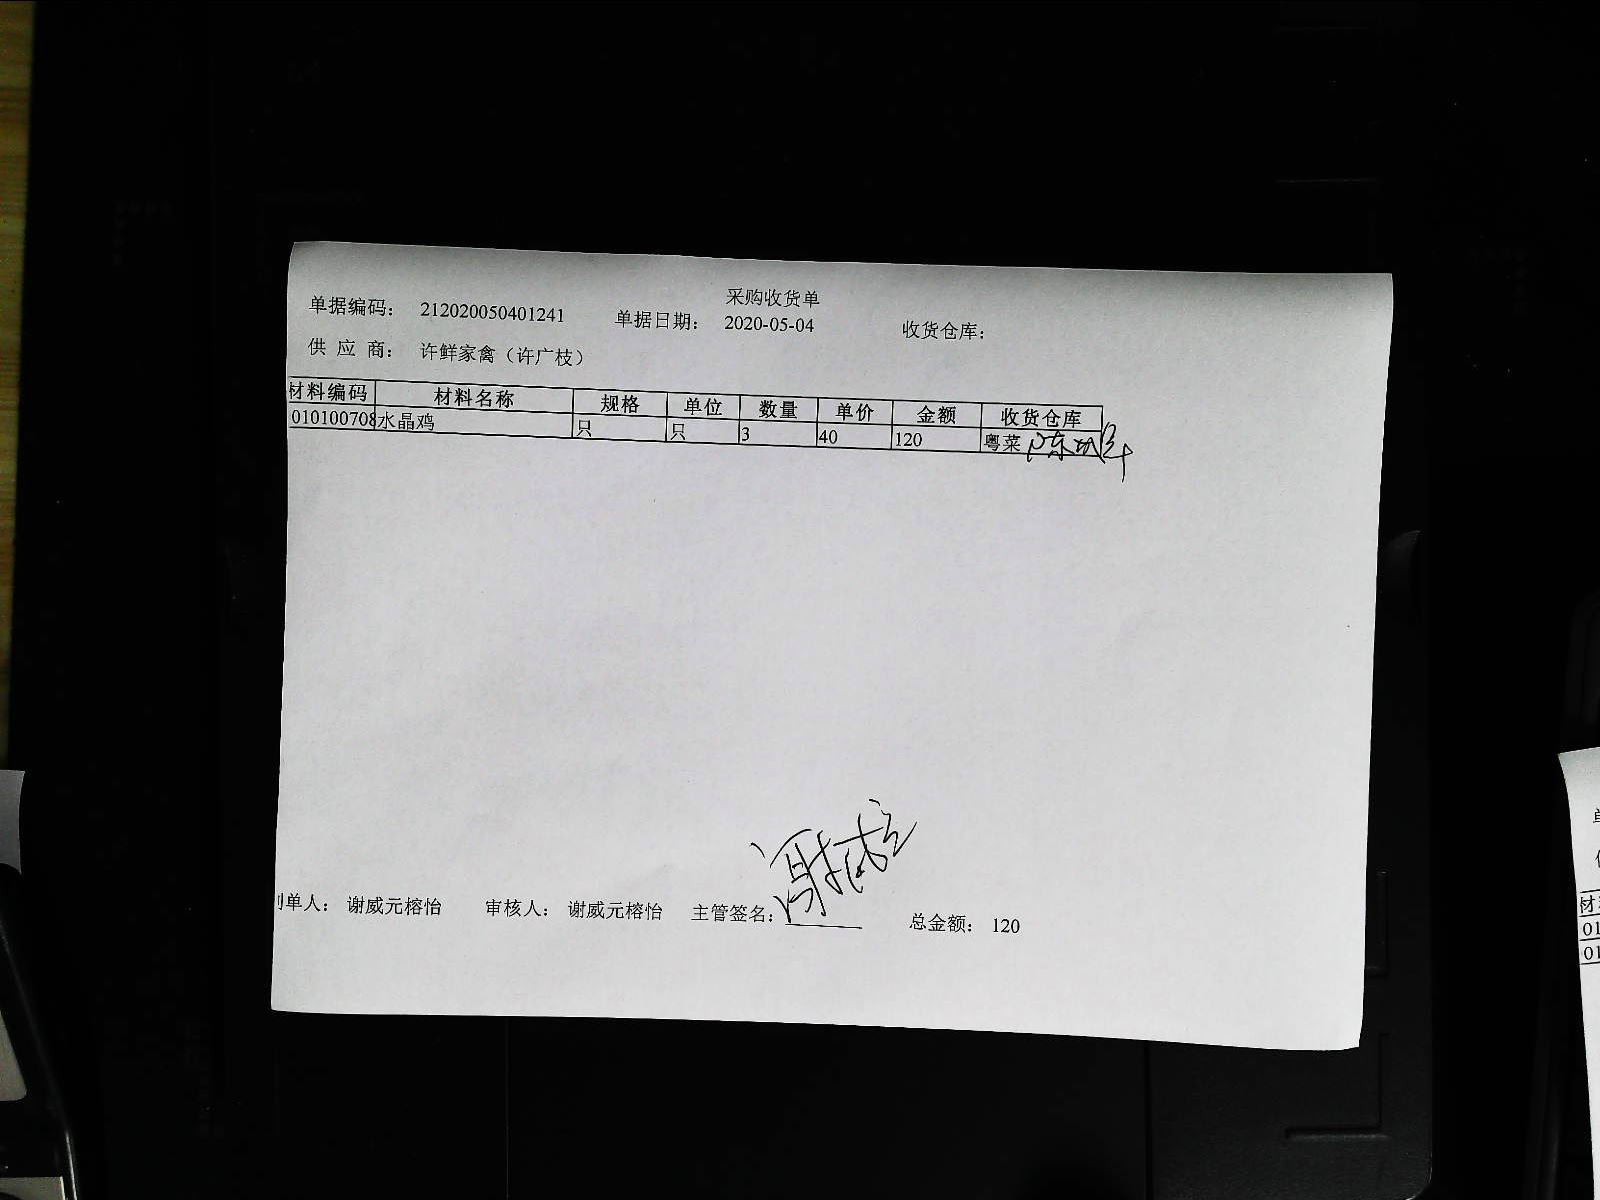 采购收货单
单据编码： 212020050401241 单据日期： 2020-05-04 收货仓库：
供 应 商： 许鲜家禽（许广枝）
材料编码 材料名称 规格 单位 数量 单价 金额 收货仓库
010100708 水晶鸡 只 只 3 40 120 粤菜
制单人： 谢威元榕怡 审核人： 谢威元榕怡 主管签名： 总金额： 120
材
01
01